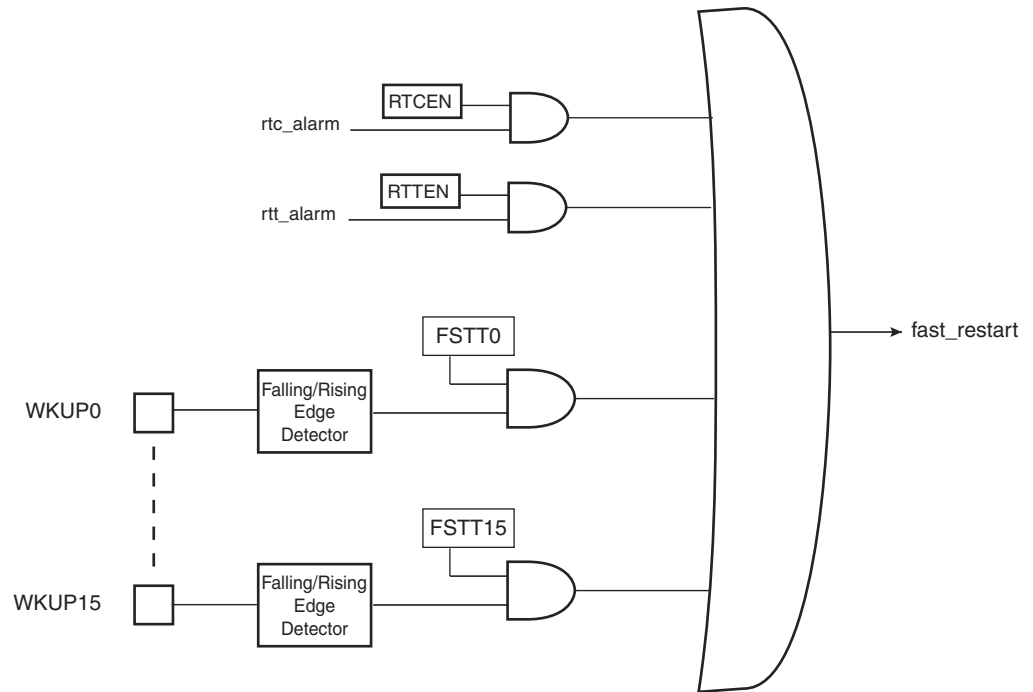 RTCEN
rtc_alarm
RTTEN
rtt_alarm
fast_restart
FSTT0
WKUP0
Falling/Rising
Edge
Detector
FSTT15
WKUP15
Falling/Rising
Edge
Detector